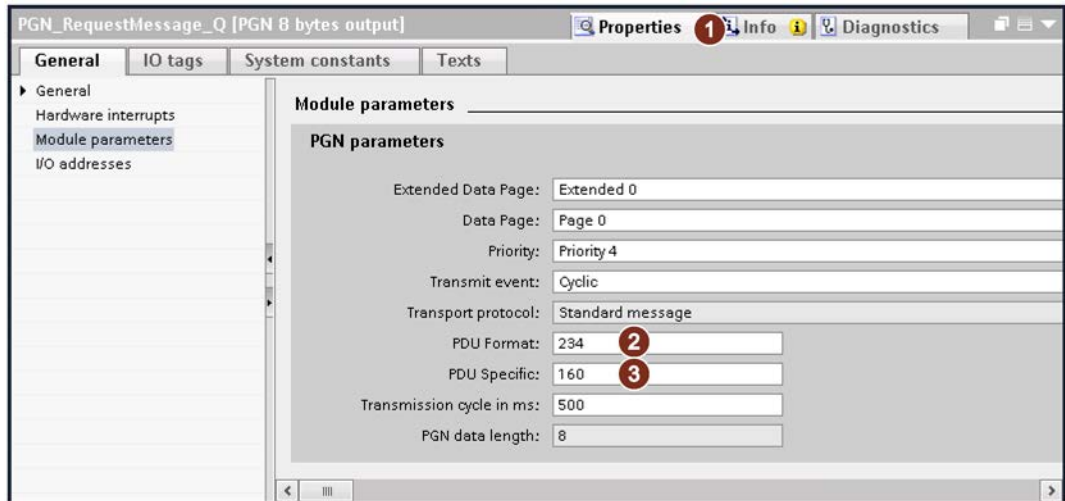 PGN_RequestMessage_Q [PGN 8 bytes output]
Properties 1 Info Diagnostics
General IO tags System constants Texts
General
Hardware interrupts
Module parameters
I/O addresses
Module parameters
PGN parameters
Extended Data Page: Extended 0
Data Page: Page 0
Priority: Priority 4
Transmit event: Cyclic
Transport protocol: Standard message
PDU Format: 234 2
PDU Specific: 160 3
Transmission cycle in ms: 500
PGN data length: 8